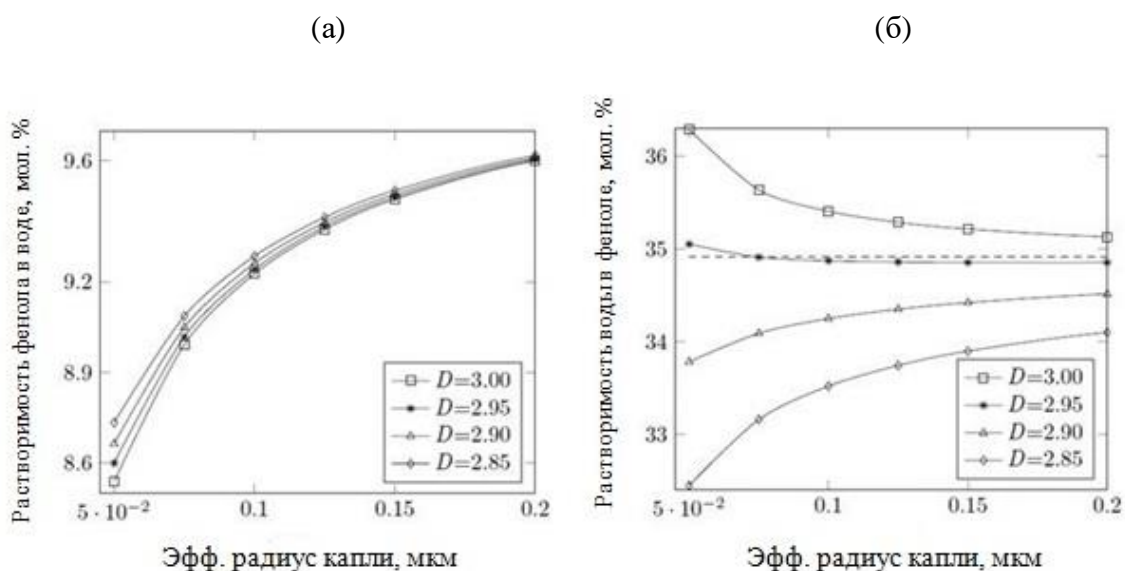 (а)
(б)
Растворимость фенола в воде, мол. %
9.6
9.2
8.9
8.6
D=3.00
D=2.95
D=2.90
D=2.85
5 · 10⁻²
0.1
0.15
0.2
Эфф. радиус капли, мкм
Растворимость воды в феноле, мол. %
36
35
34
33
D=3.00
D=2.95
D=2.90
D=2.85
5 · 10⁻²
0.1
0.15
0.2
Эфф. радиус капли, мкм